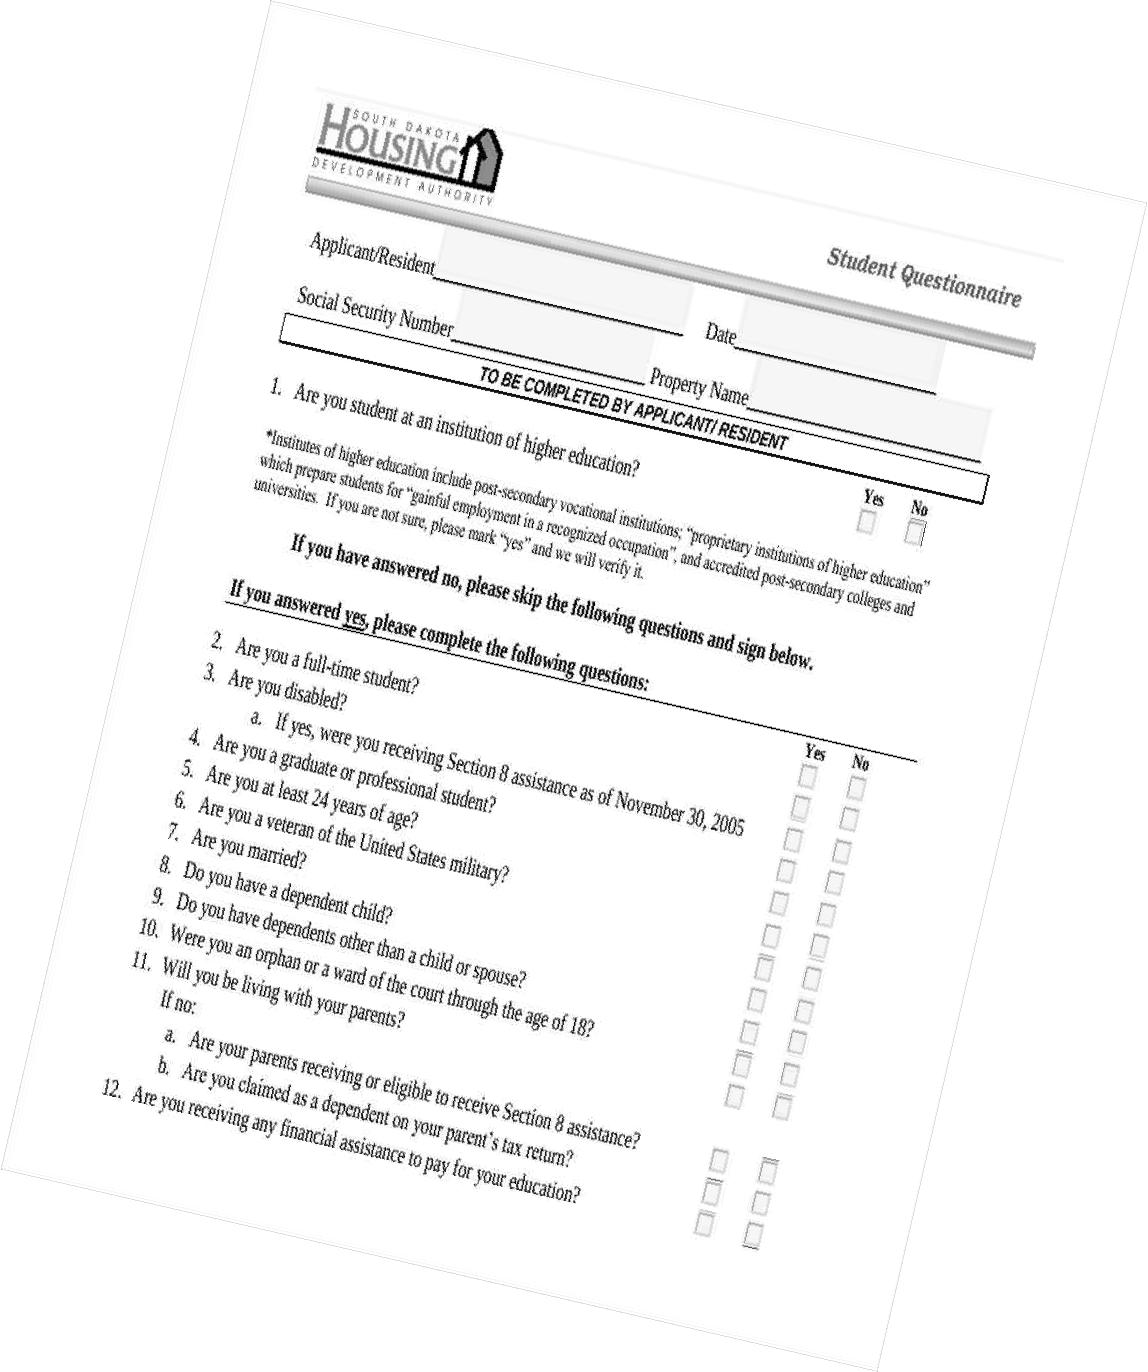 SOUTH DAKOTA
HOUSING
DEVELOPMENT AUTHORITY
Student Questionnaire
Applicant/Resident Date
Social Security Number Property Name
TO BE COMPLETED BY APPLICANT/ RESIDENT
Yes No
1. Are you student at an institution of higher education?
*Institutes of higher education include post-secondary vocational institutions; “proprietary institutions of higher education”
which prepare students for “gainful employment in a recognized occupation”, and accredited post-secondary colleges and
universities. If you are not sure, please mark “yes” and we will verify it.
If you have answered no, please skip the following questions and sign below.
If you answered yes, please complete the following questions:
Yes No
2. Are you a full-time student?
3. Are you disabled?
a. If yes, were you receiving Section 8 assistance as of November 30, 2005
4. Are you a graduate or professional student?
5. Are you at least 24 years of age?
6. Are you a veteran of the United States military?
7. Are you married?
8. Do you have a dependent child?
9. Do you have dependents other than a child or spouse?
10. Were you an orphan or a ward of the court through the age of 18?
11. Will you be living with your parents?
If no:
a. Are your parents receiving or eligible to receive Section 8 assistance?
b. Are you claimed as a dependent on your parent's tax return?
12. Are you receiving any financial assistance to pay for your education?